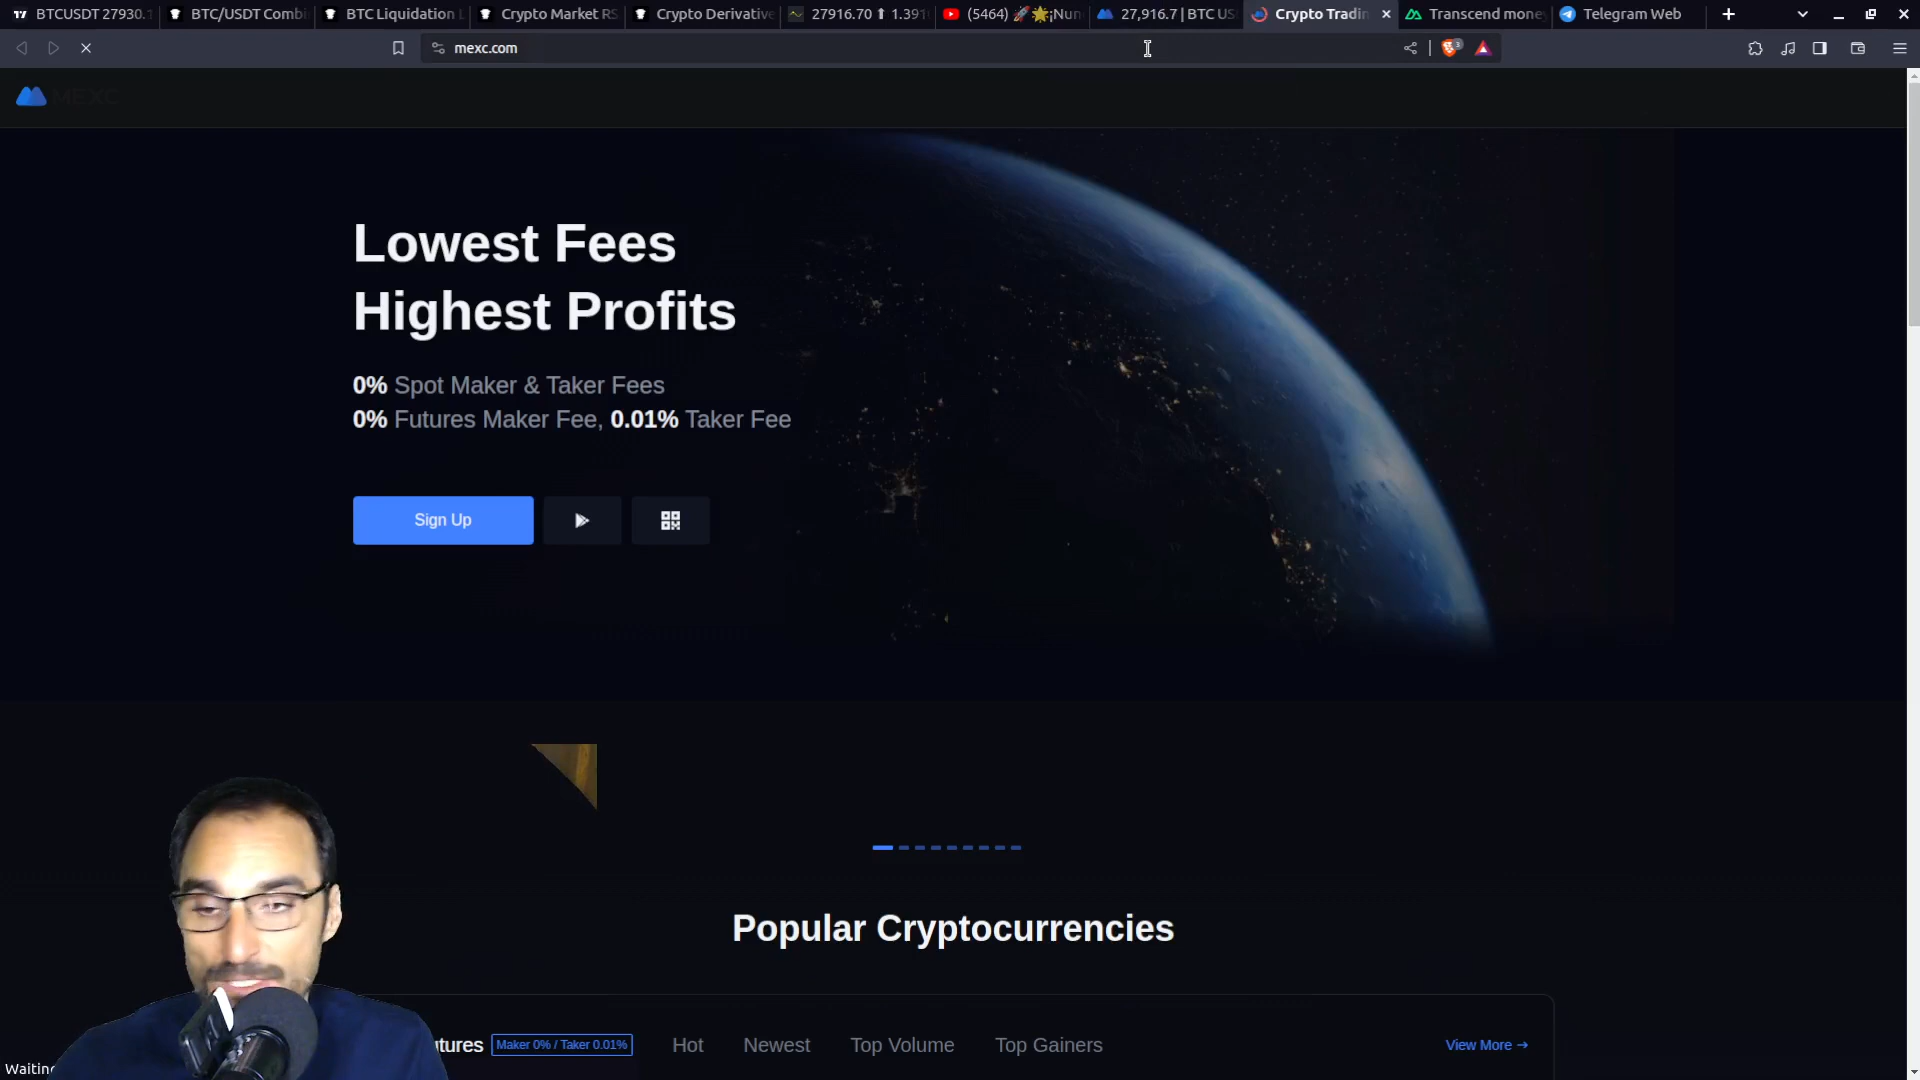 BTCUSDT 27930.1
BTC/USDT Combi
BTC Liquidation
Crypto Market RS
Crypto Derivative
27916.70 ⬆ 1.391
(5464) 🚀🌟¡Nun
27,916.7 | BTC US
Crypto Tradin
Transcend money
Telegram Web
mexc.com
3
MEXC
Lowest Fees
Highest Profits
0% Spot Maker & Taker Fees
0% Futures Maker Fee, 0.01% Taker Fee
Sign Up
Popular Cryptocurrencies
utures
Maker 0% / Taker 0.01%
Hot
Newest
Top Volume
Top Gainers
View More →
Waiting